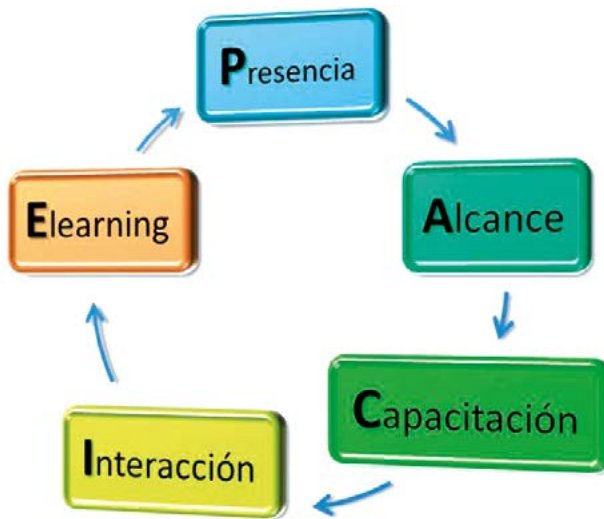 Presencia
Alcance
Capacitación
Interacción
Elearning